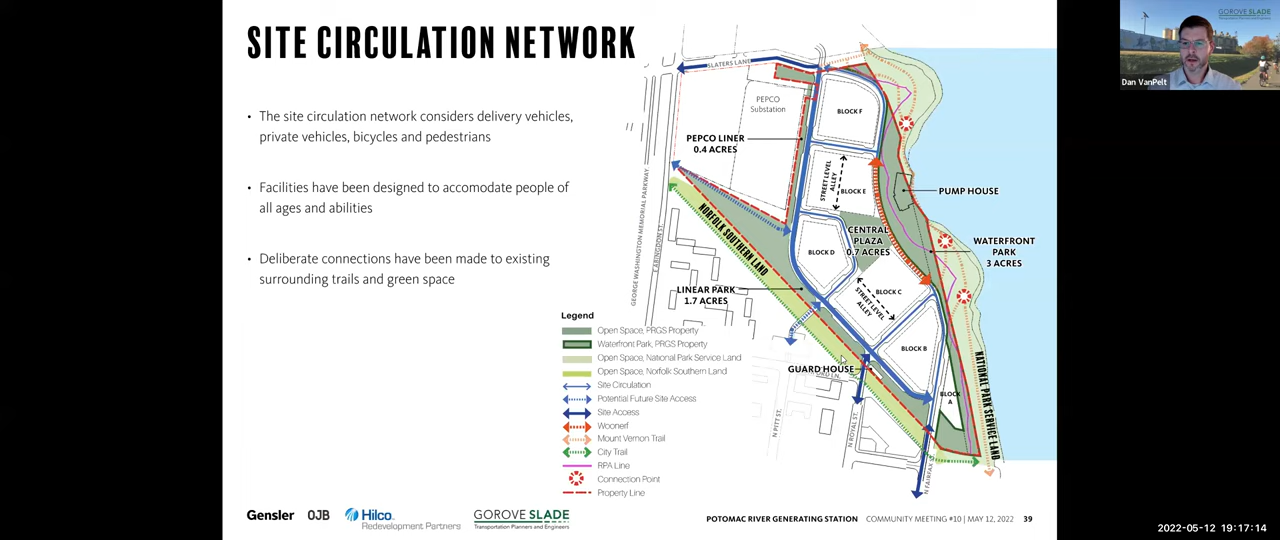 SITE CIRCULATION NETWORK
• The site circulation network considers delivery vehicles,
private vehicles, bicycles and pedestrians
• Facilities have been designed to accomodate people of
all ages and abilities
• Deliberate connections have been made to existing
surrounding trails and green space
SLATERS LANE
PEPCO
Substation
PEPCO LINER
0.4 ACRES
BLOCK F
STREET LEVEL
ALLEY
BLOCK E
PUMP HOUSE
CENTRAL
PLAZA
0.7 ACRES
WATERFRONT
PARK
3 ACRES
GEORGE WASHINGTON MEMORIAL PARKWAY
E ABINGDON ST.
NORFOLK SOUTHERN LAND
BLOCK D
LINEAR PARK
1.7 ACRES
BLOCK C
STREET LEVEL
ALLEY
BLOCK B
GUARD HOUSE
BLOCK
A
NATIONAL PARK SERVICE LAND
N PITT ST.
N ROYAL ST.
N FAIRFAX
Legend
Open Space, PRGS Property
Waterfront Park, PRGS Property
Open Space, National Park Service Land
Open Space, Norfolk Southern Land
Site Circulation
Potential Future Site Access
Site Access
Woonerf
Mount Vernon Trail
City Trail
RPA Line
Connection Point
Property Line
Gensler
OJB
Hilco
Redevelopment Partners
GOROVE SLADE
Transportation Planners and Engineers
POTOMAC RIVER GENERATING STATION COMMUNITY MEETING #10 | MAY 12, 2022 39
GOROVE SLADE
Dan VanPelt
2022-05-12 19:17:14